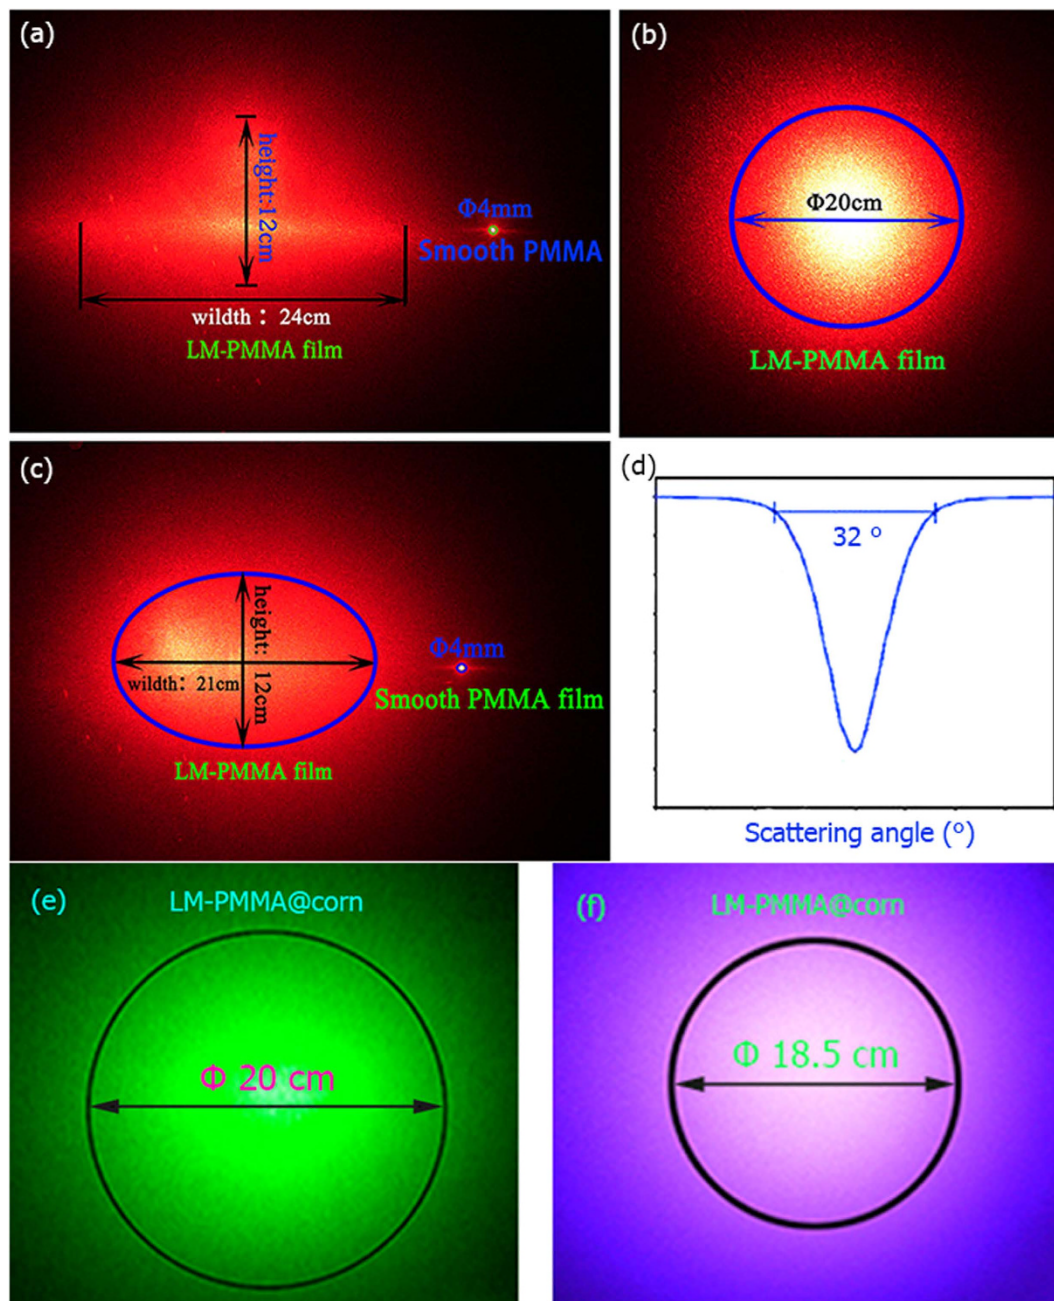 (a)
height:12cm
Φ4mm
Smooth PMMA
wildth：24cm
LM-PMMA film
(b)
Φ20cm
LM-PMMA film
(c)
height: 12cm
wildth：21cm
Φ4mm
Smooth PMMA film
LM-PMMA film
(d)
32 °
Scattering angle (°)
(e)
LM-PMMA@corn
Φ 20 cm
(f)
LM-PMMA@corn
Φ 18.5 cm